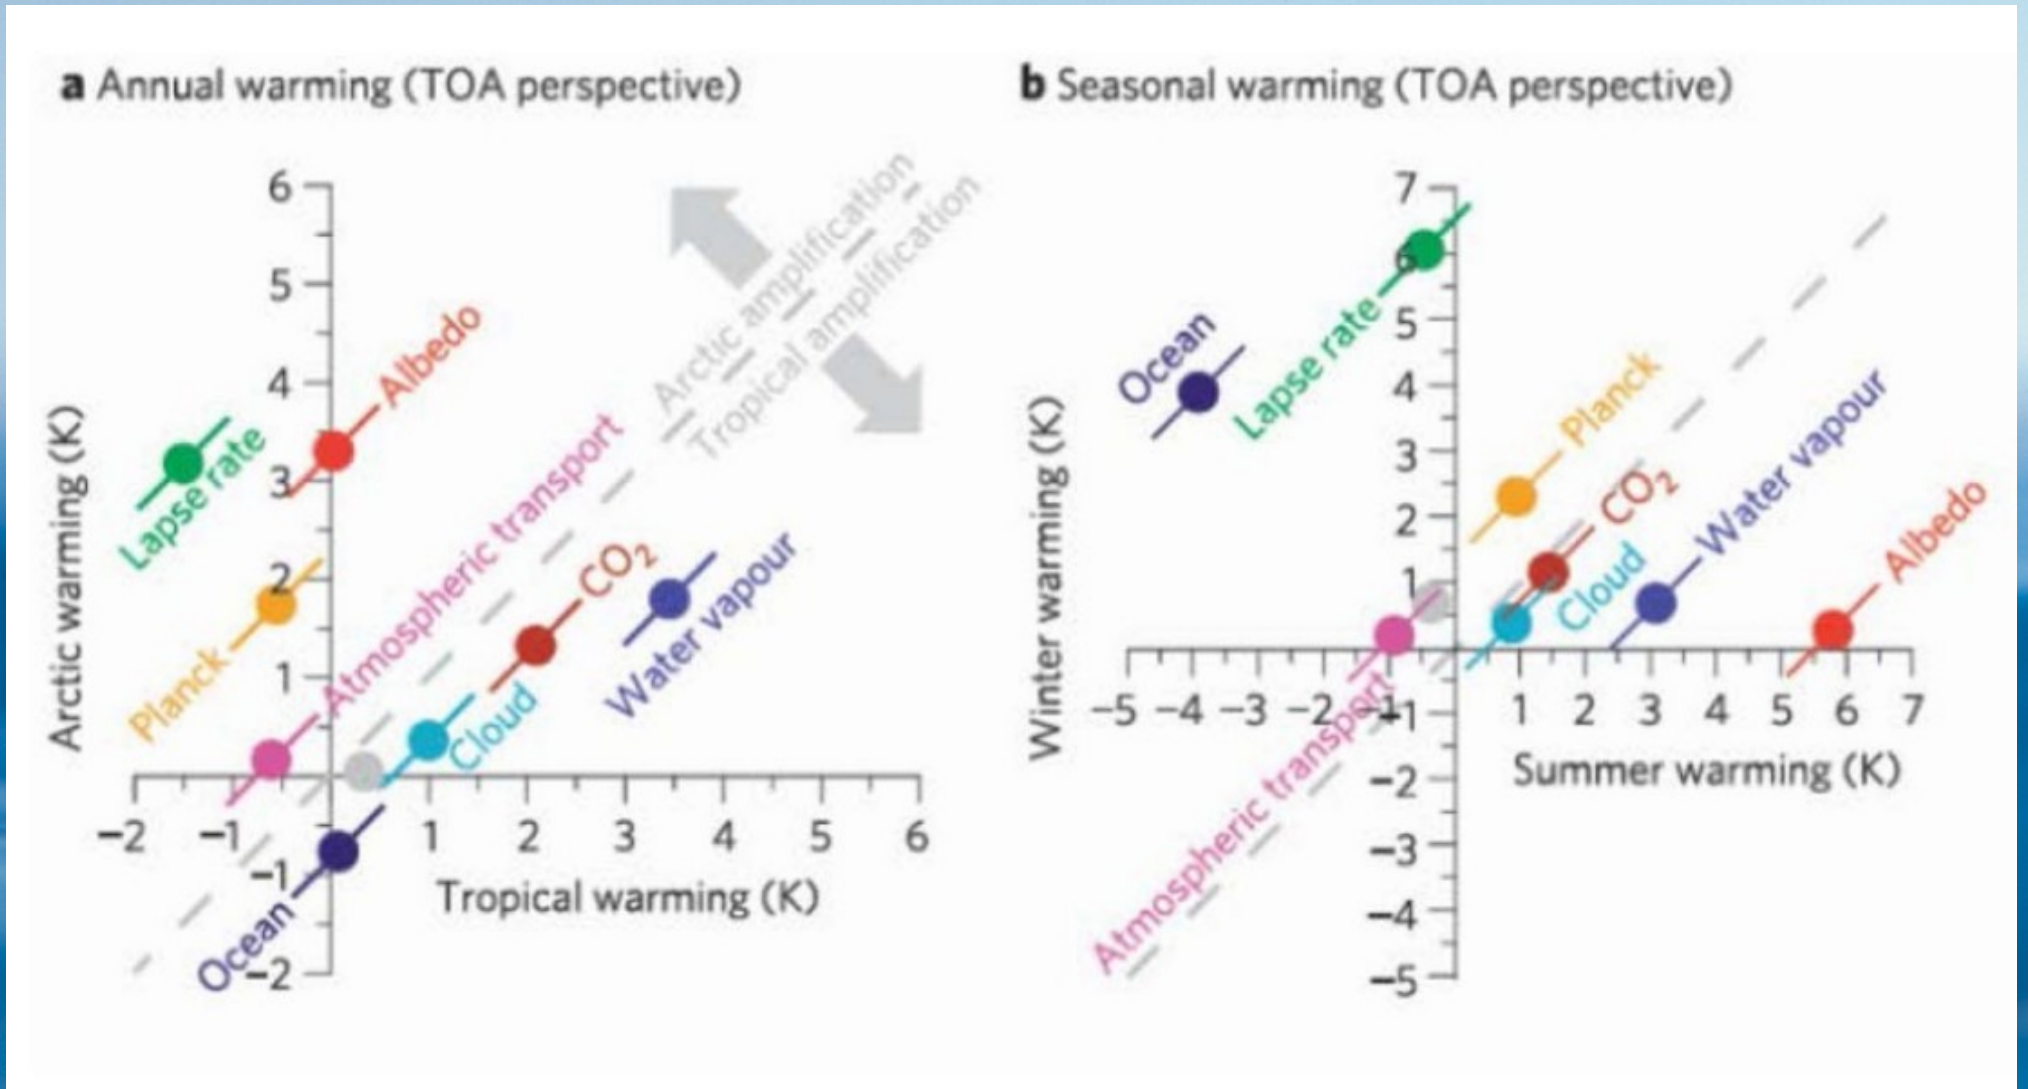 a Annual warming (TOA perspective)
6
5
4
3
2
1
−2
−1
1
2
3
4
5
6
−1
−2
Arctic warming (K)
Tropical warming (K)
Arctic amplification
Tropical amplification
Albedo
Lapse rate
Planck
Atmospheric transport
CO2
Water vapour
Cloud
Ocean
b Seasonal warming (TOA perspective)
7
6
5
4
3
2
1
−5
−4
−3
−2
−1
1
2
3
4
5
6
7
−1
−2
−3
−4
−5
Winter warming (K)
Summer warming (K)
Ocean
Lapse rate
Planck
CO2
Cloud
Water vapour
Albedo
Atmospheric transport